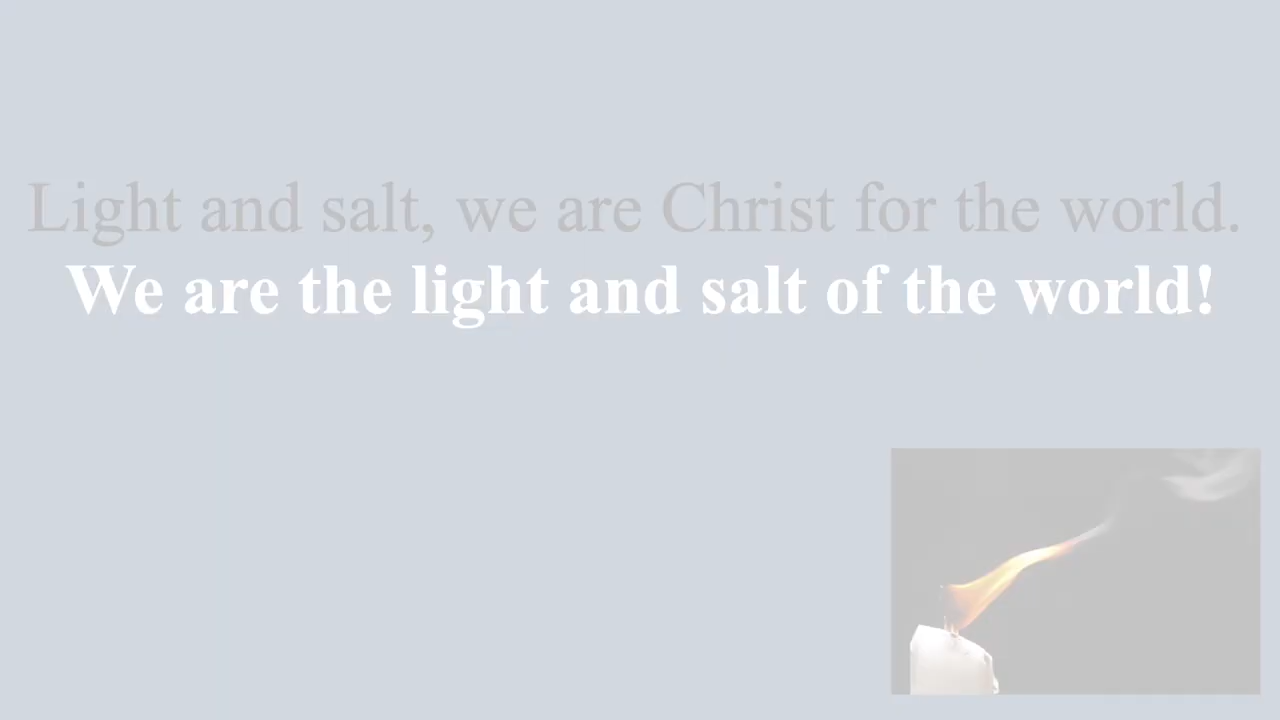 Light and salt, we are Christ for the world.
We are the light and salt of the world!